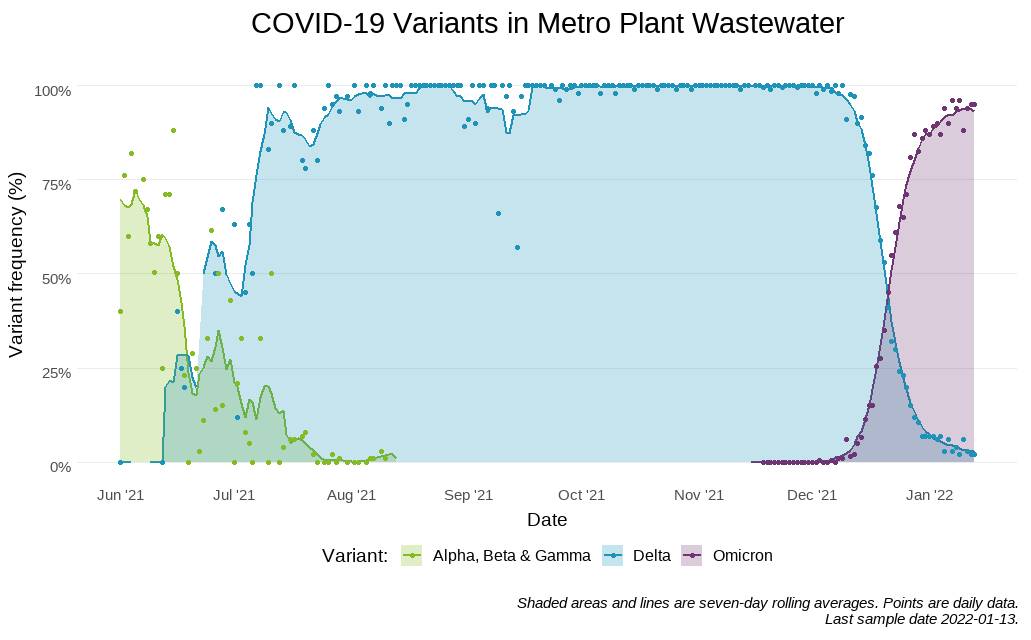 COVID-19 Variants in Metro Plant Wastewater
Variant frequency (%)
100%
75%
50%
25%
0%
Jun '21
Jul '21
Aug '21
Sep '21
Oct '21
Nov '21
Dec '21
Jan '22
Date
Variant:
Alpha, Beta & Gamma
Delta
Omicron
Shaded areas and lines are seven-day rolling averages. Points are daily data.
Last sample date 2022-01-13.